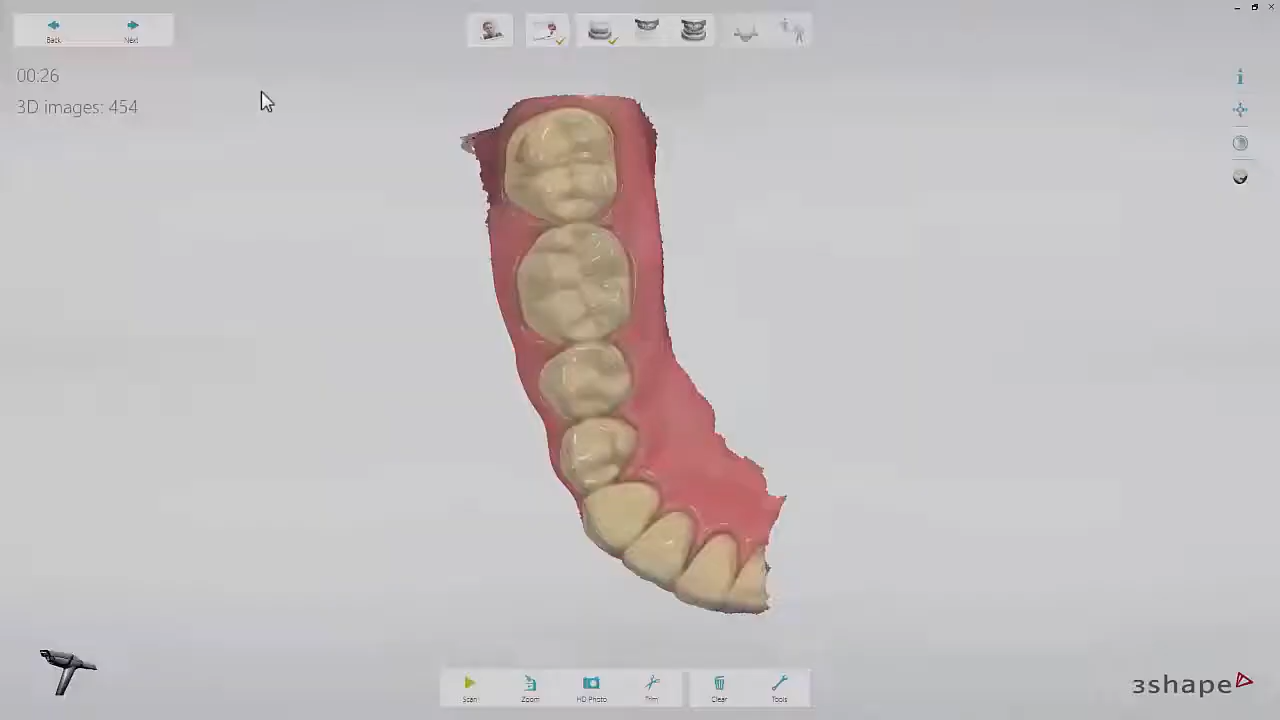 Back
Next
00:26
3D images: 454
i
Scan
Zoom
HD Photo
Trim
Clear
Tools
3shape